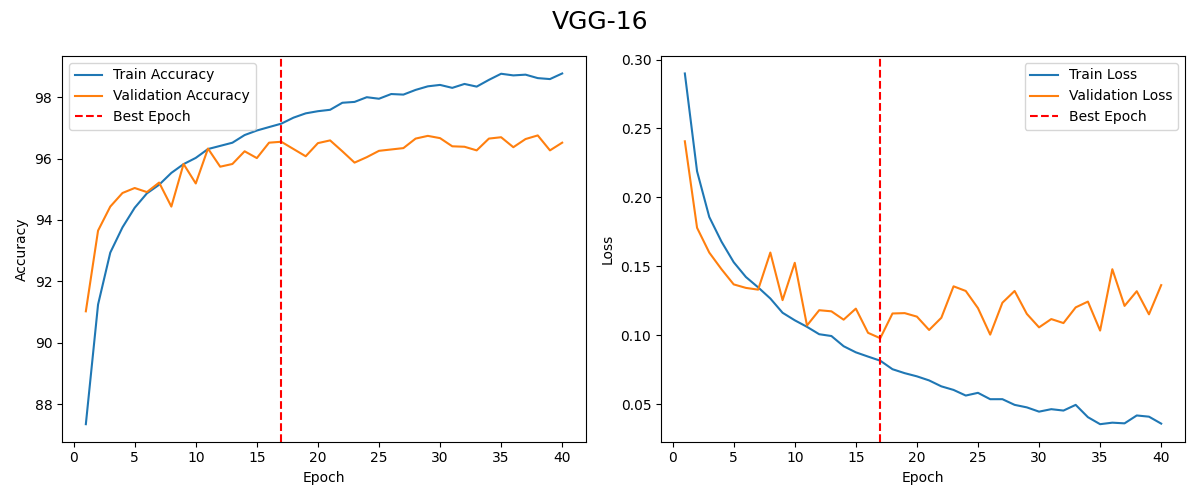 VGG-16
Train Accuracy
Validation Accuracy
Best Epoch
98
96
94
92
90
88
Accuracy
0 5 10 15 20 25 30 35 40
Epoch
Train Loss
Validation Loss
Best Epoch
0.30
0.25
0.20
0.15
0.10
0.05
Loss
0 5 10 15 20 25 30 35 40
Epoch